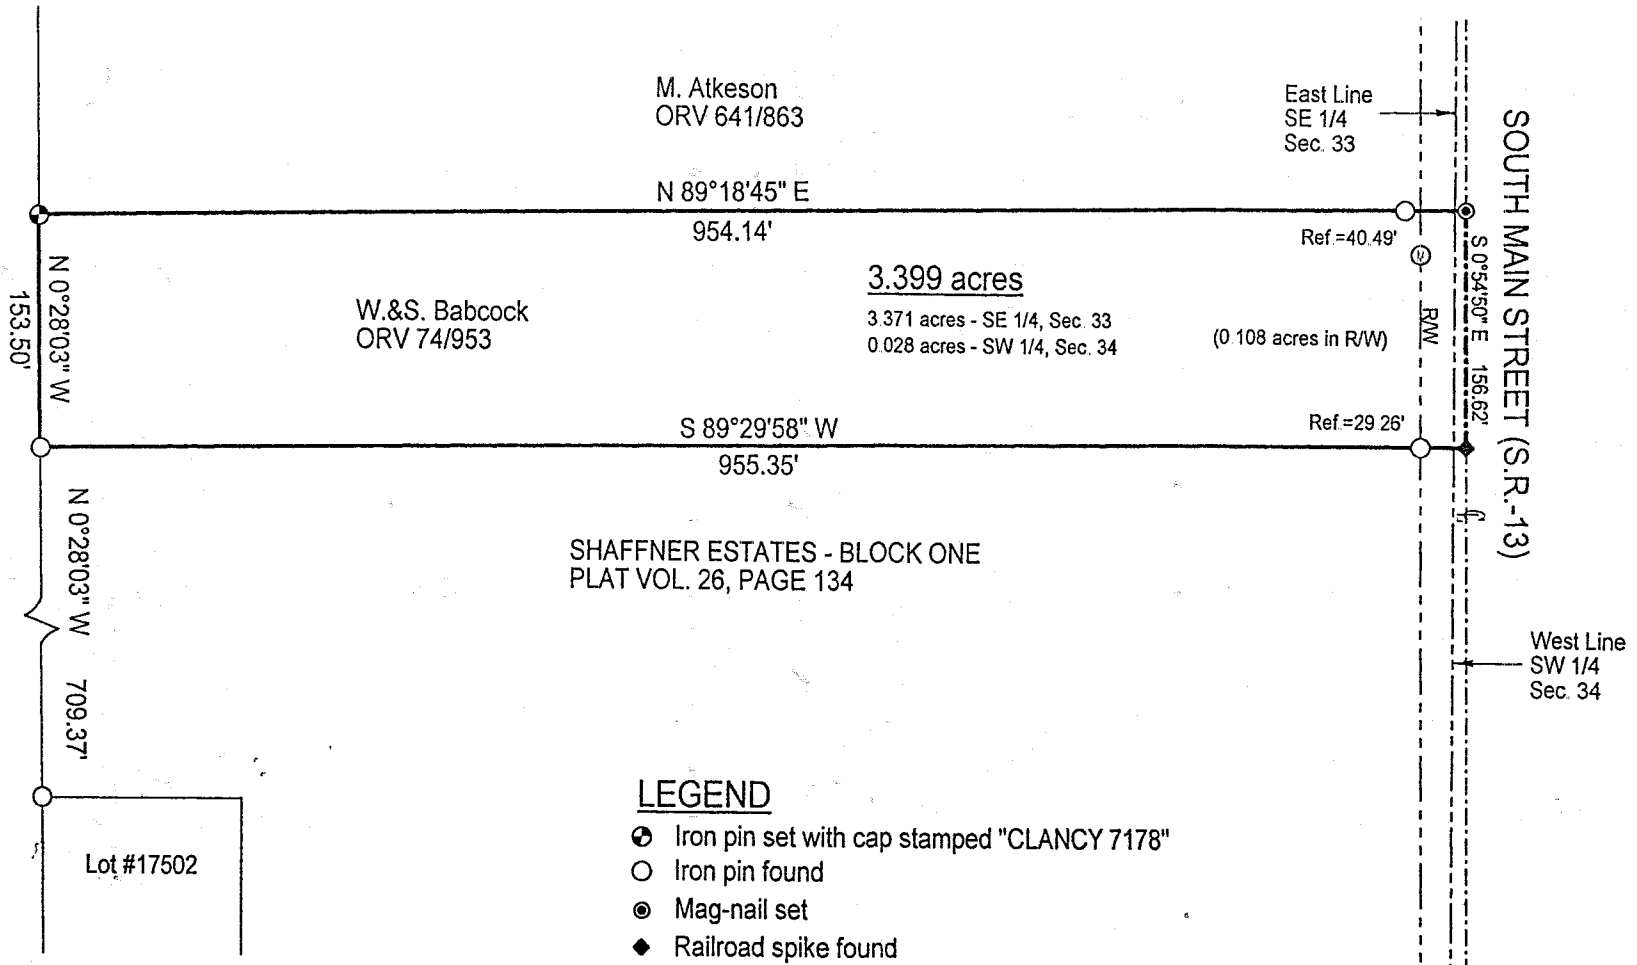 M. Atkeson
ORV 641/863
East Line
SE 1/4
Sec. 33
SOUTH MAIN STREET (S.R.-13)
N 89°18'45" E
954.14'
Ref.=40.49'
S 0°54'50" E 156.62'
N 0°28'03" W
153.50'
W.&S. Babcock
ORV 74/953
3.399 acres
3.371 acres - SE 1/4, Sec. 33
0.028 acres - SW 1/4, Sec. 34
(0.108 acres in R/W)
R/W
S 89°29'58" W
955.35'
Ref.=29.26'
N 0°28'03" W 709.37'
SHAFFNER ESTATES - BLOCK ONE
PLAT VOL. 26, PAGE 134
West Line
SW 1/4
Sec. 34
Lot #17502
LEGEND
Iron pin set with cap stamped "CLANCY 7178"
Iron pin found
Mag-nail set
Railroad spike found